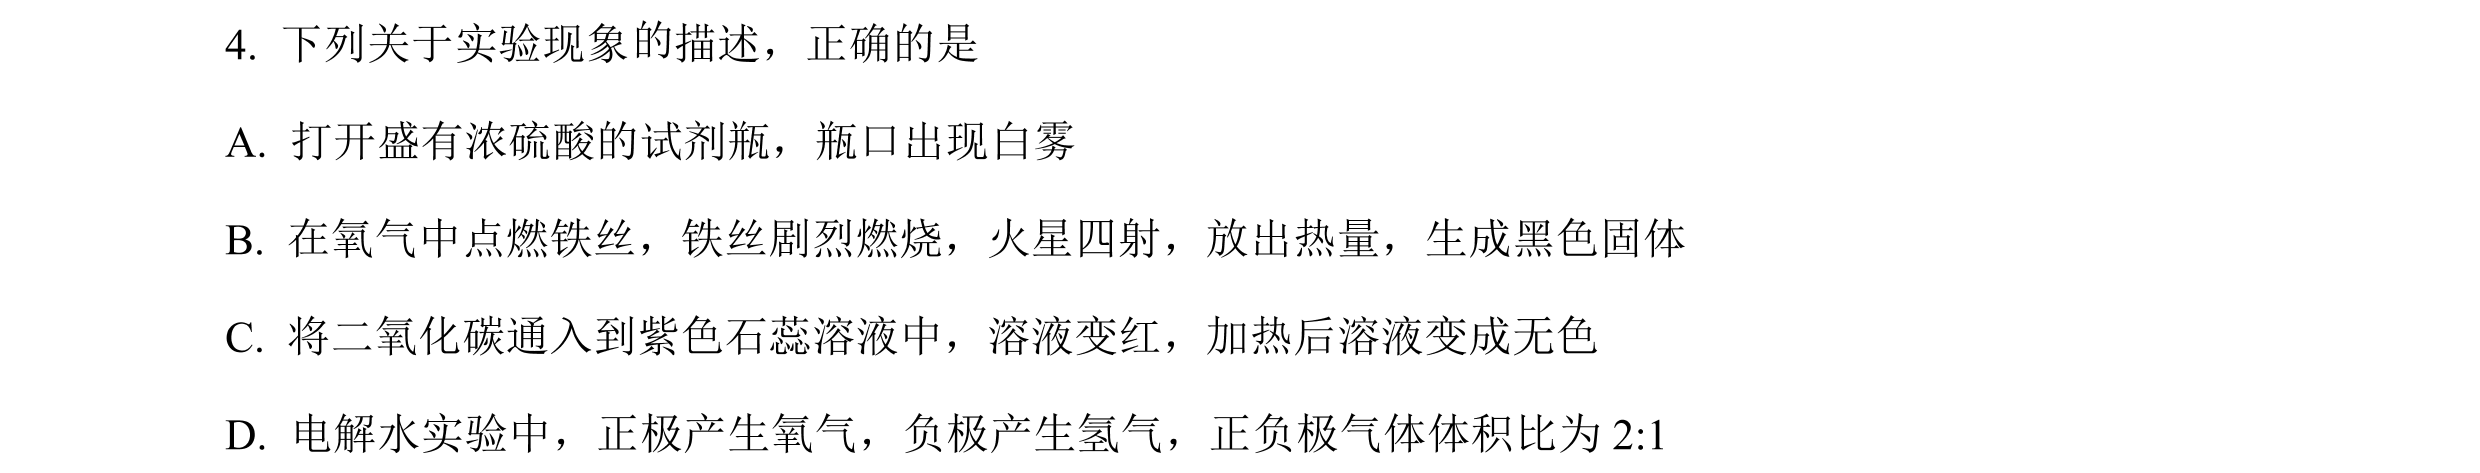 4. 下列关于实验现象的描述，正确的是
A. 打开盛有浓硫酸的试剂瓶，瓶口出现白雾
B. 在氧气中点燃铁丝，铁丝剧烈燃烧，火星四射，放出热量，生成黑色固体
C. 将二氧化碳通入到紫色石蕊溶液中，溶液变红，加热后溶液变成无色
D. 电解水实验中，正极产生氧气，负极产生氢气，正负极气体体积比为 2:1